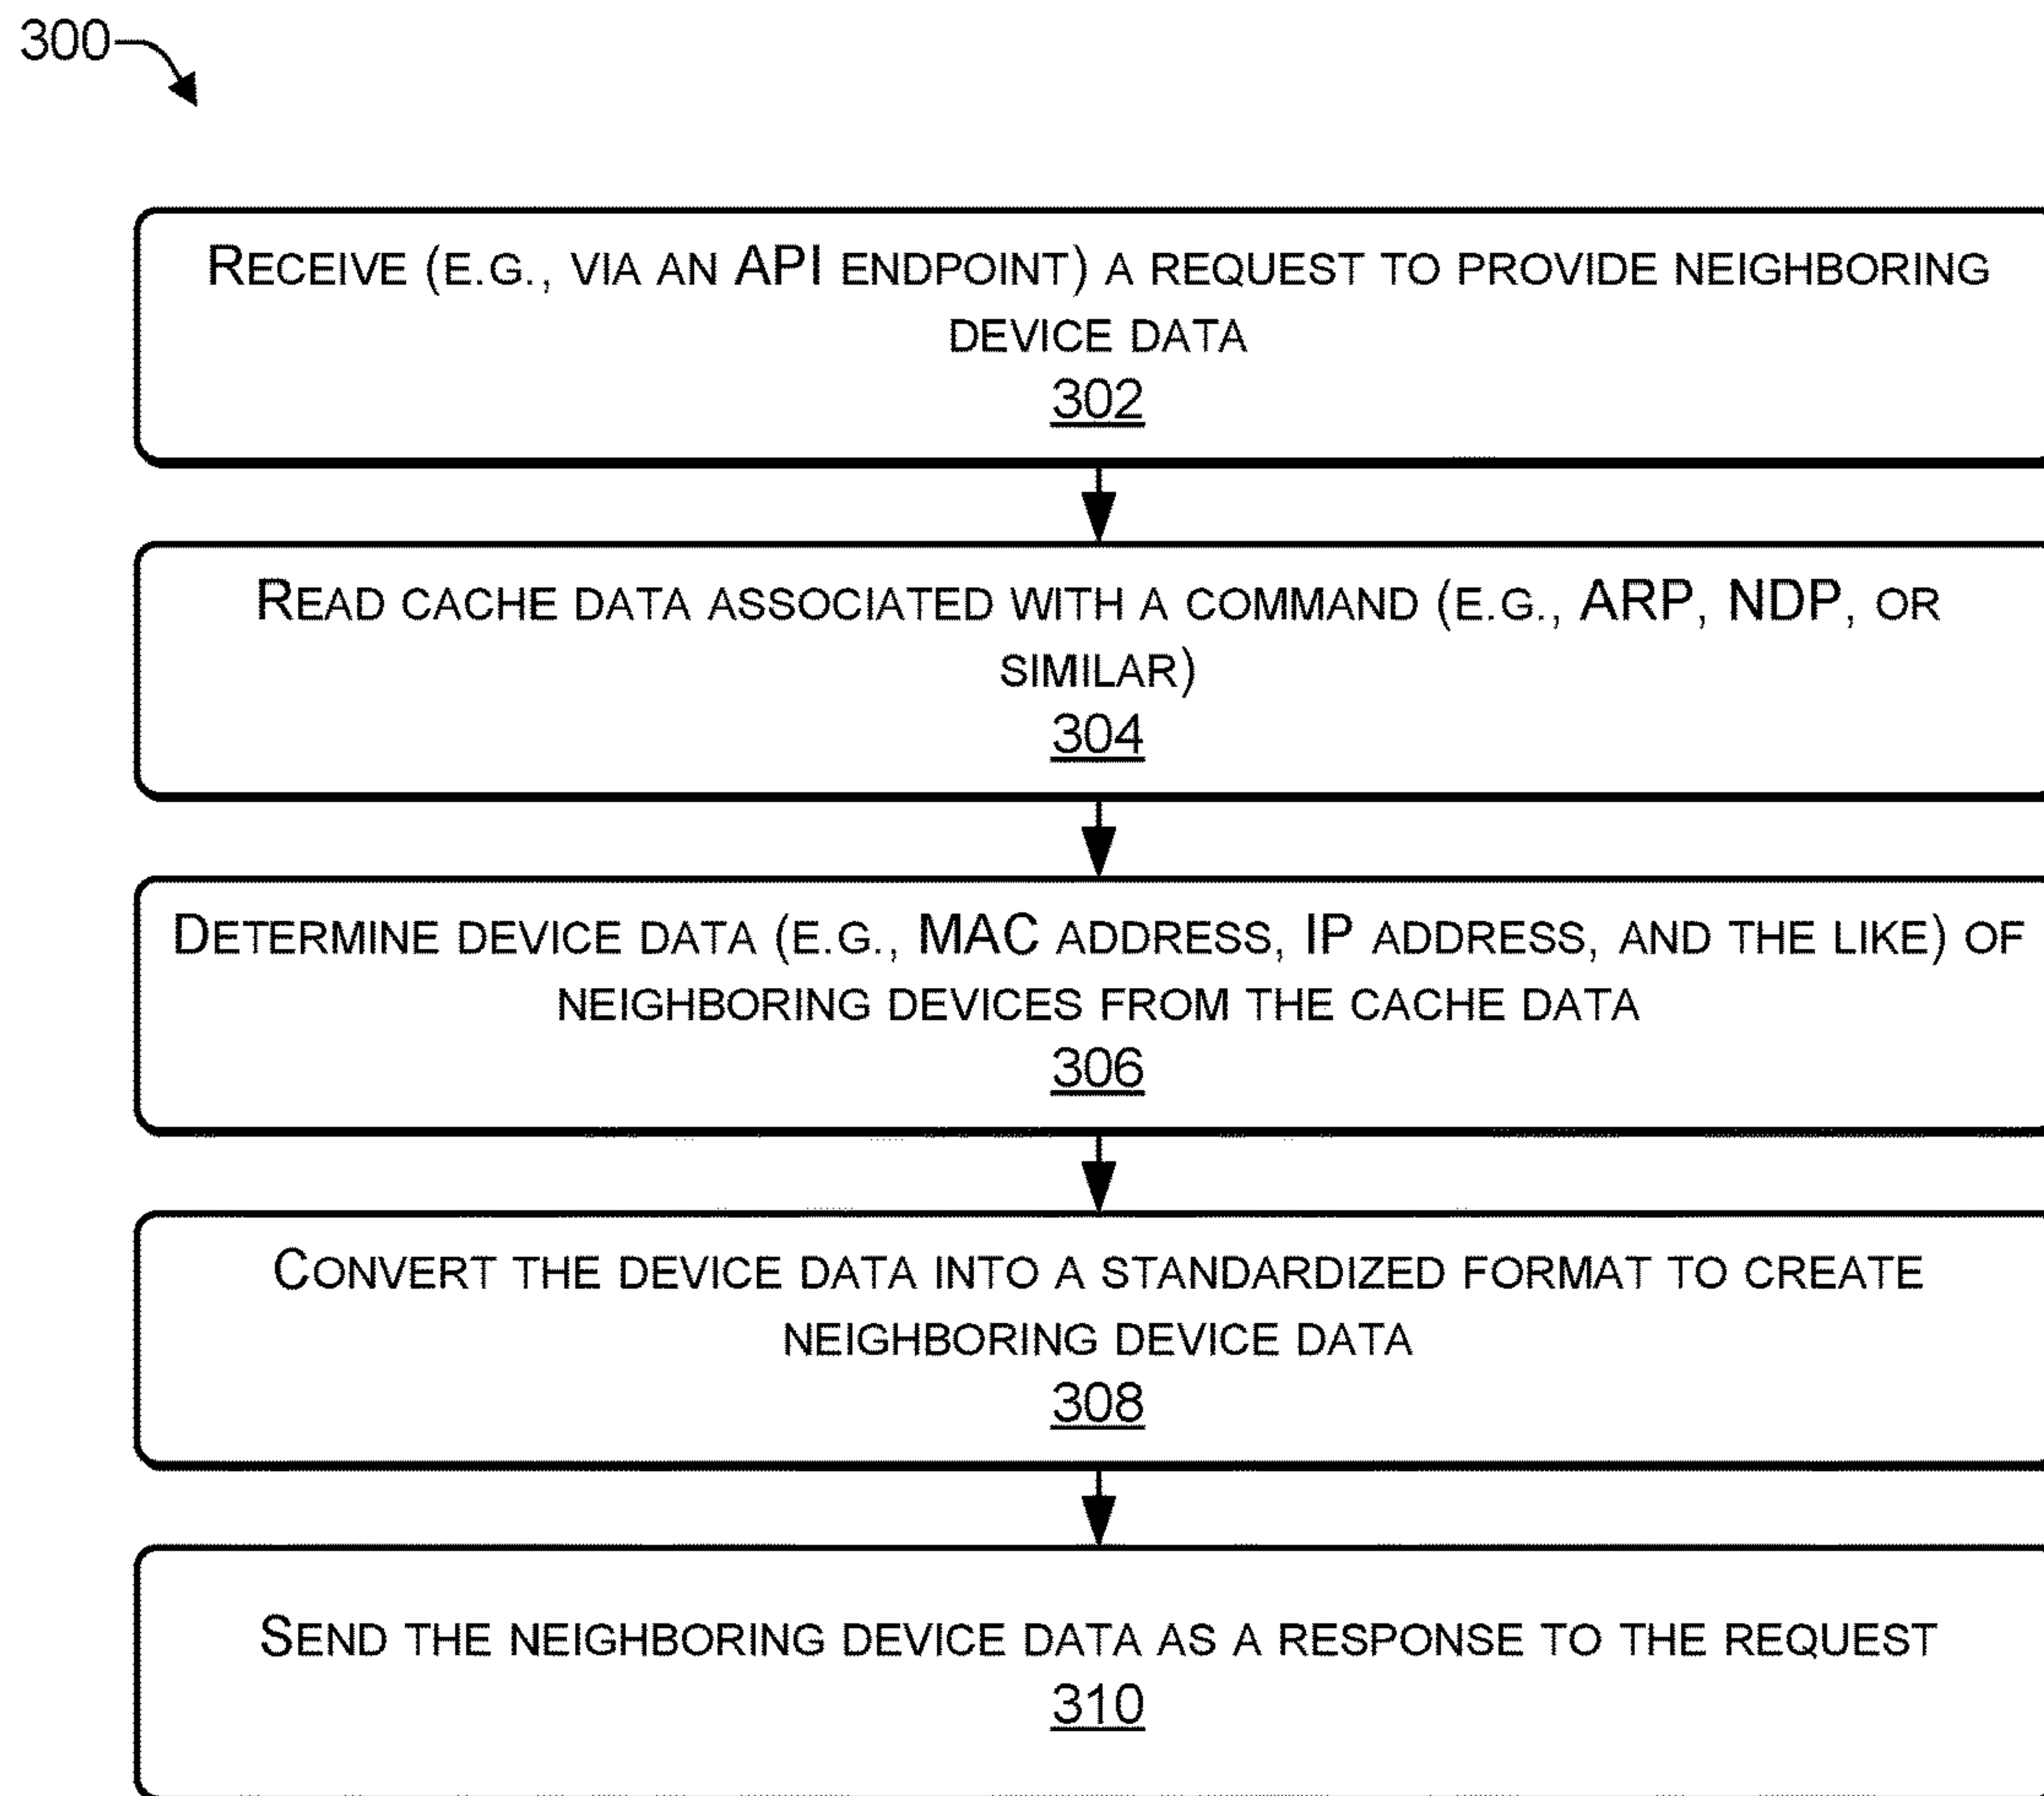 300
RECEIVE (E.G., VIA AN API ENDPOINT) A REQUEST TO PROVIDE NEIGHBORING
DEVICE DATA
302
READ CACHE DATA ASSOCIATED WITH A COMMAND (E.G., ARP, NDP, OR
SIMILAR)
304
DETERMINE DEVICE DATA (E.G., MAC ADDRESS, IP ADDRESS, AND THE LIKE) OF
NEIGHBORING DEVICES FROM THE CACHE DATA
306
CONVERT THE DEVICE DATA INTO A STANDARDIZED FORMAT TO CREATE
NEIGHBORING DEVICE DATA
308
SEND THE NEIGHBORING DEVICE DATA AS A RESPONSE TO THE REQUEST
310